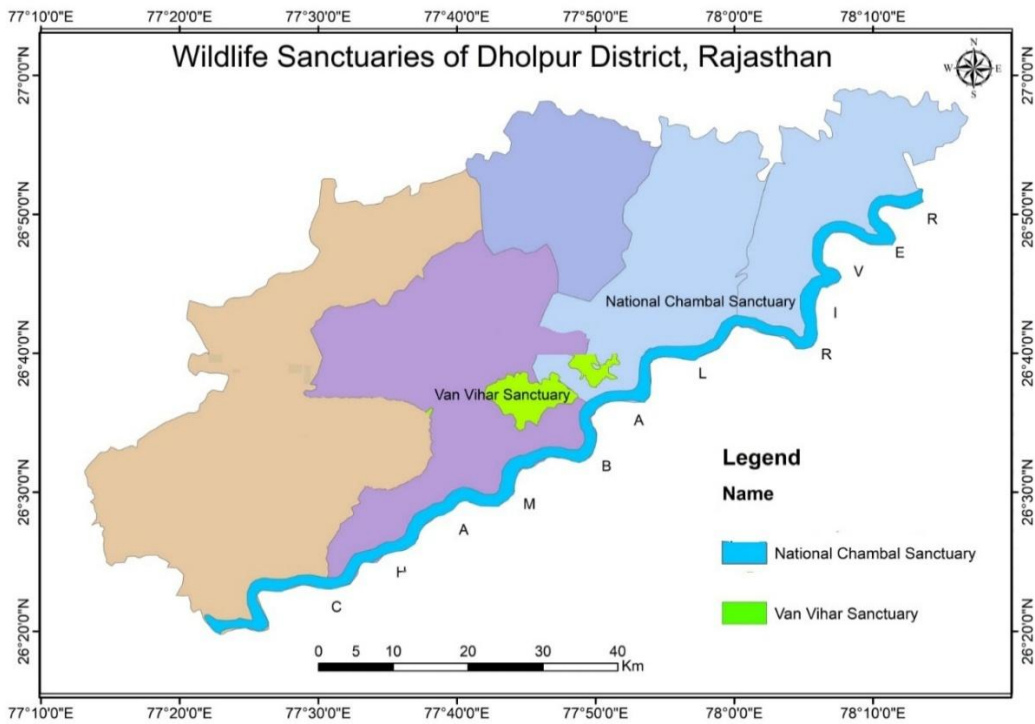 77°10'0"E 77°20'0"E 77°30'0"E 77°40'0"E 77°50'0"E 78°0'0"E 78°10'0"E
Wildlife Sanctuaries of Dholpur District, Rajasthan
N
W E
S
27°0'0"N 27°0'0"N
26°50'0"N 26°50'0"N
26°40'0"N 26°40'0"N
26°30'0"N 26°30'0"N
26°20'0"N 26°20'0"N
National Chambal Sanctuary
Van Vihar Sanctuary
C H A M B A L R I V E R
Legend
Name
National Chambal Sanctuary
Van Vihar Sanctuary
0 5 10 20 30 40
Km
77°10'0"E 77°20'0"E 77°30'0"E 77°40'0"E 77°50'0"E 78°0'0"E 78°10'0"E